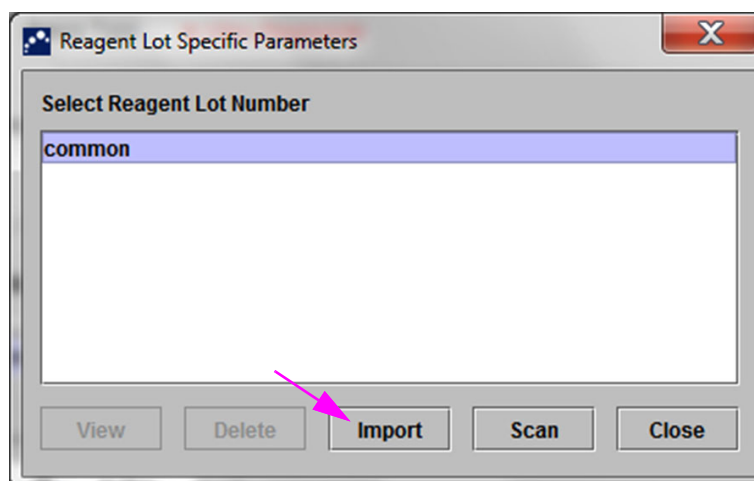 Reagent Lot Specific Parameters
Select Reagent Lot Number
common
View Delete Import Scan Close